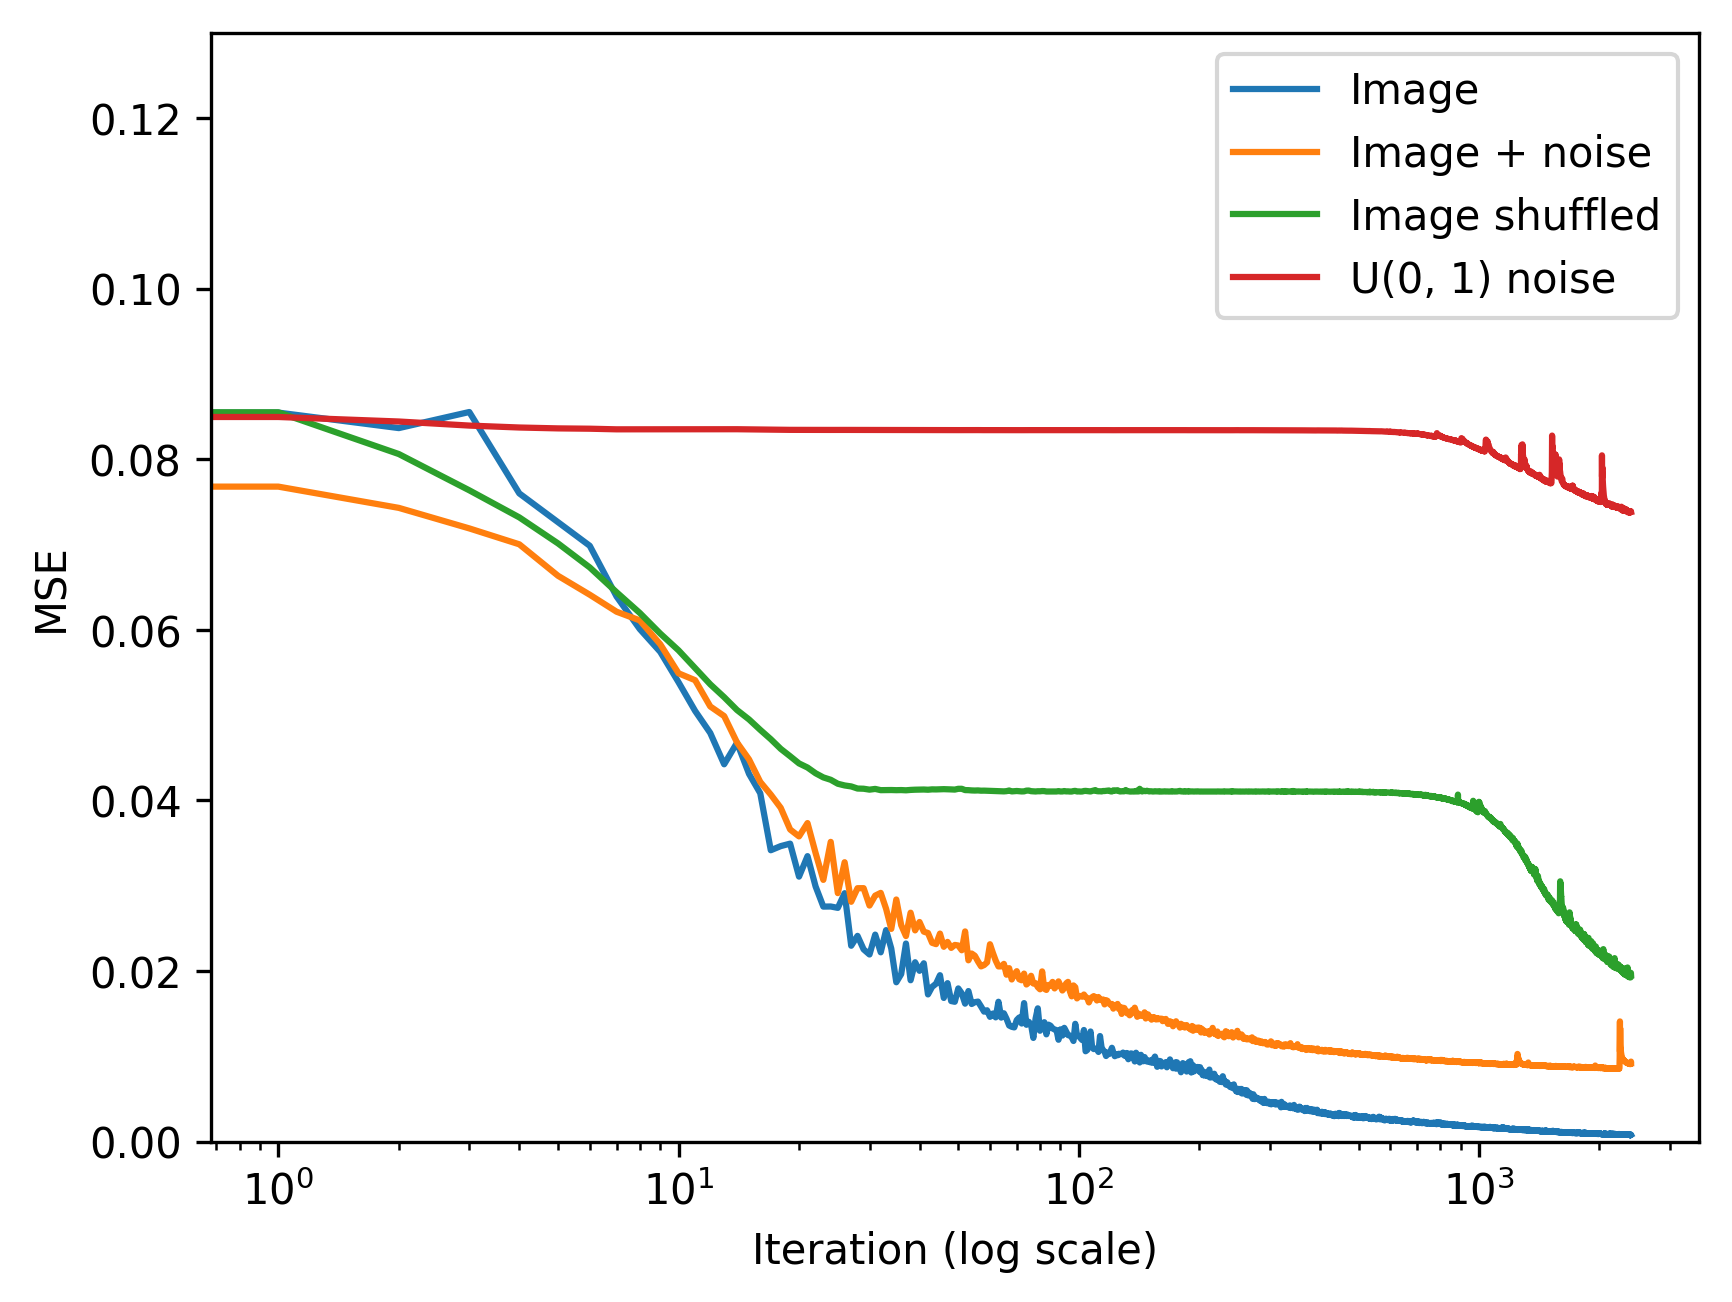 0.12
0.10
0.08
0.06
0.04
0.02
0.00
MSE
10⁰
10¹
10²
10³
Iteration (log scale)
Image
Image + noise
Image shuffled
U(0, 1) noise